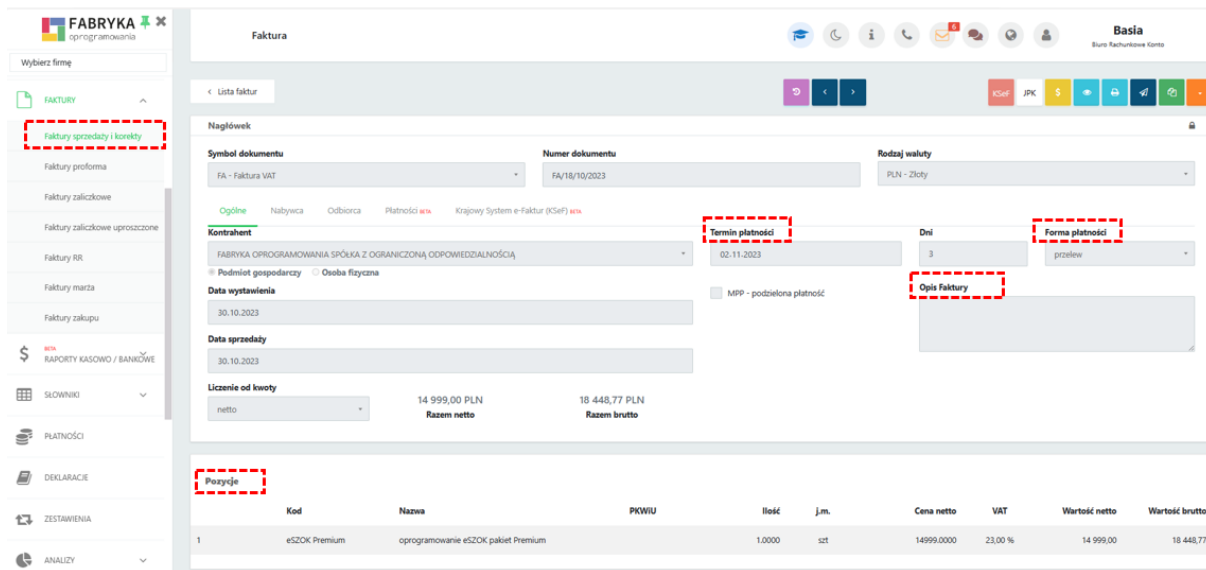 FABRYKA
oprogramowania
Wybierz firmę
FAKTURY
Faktury sprzedaży i korekty
Faktury proforma
Faktury zaliczkowe
Faktury zaliczkowe uproszczone
Faktury RR
Faktury marża
Faktury zakupu
BETA
RAPORTY KASOWO / BANKOWE
SŁOWNIKI
PŁATNOŚCI
DEKLARACJE
ZESTAWIENIA
ANALIZY
Faktura
6
Basia
Biuro Rachunkowe Konto
< Lista faktur
KSeF JPK
Nagłówek
Symbol dokumentu Numer dokumentu Rodzaj waluty
FA - Faktura VAT FA/18/10/2023 PLN - Złoty
Ogólne Nabywca Odbiorca Płatności BETA Krajowy System e-Faktur (KSeF) BETA
Kontrahent Termin płatności Dni Forma płatności
FABRYKA OPROGRAMOWANIA SPÓŁKA Z OGRANICZONĄ ODPOWIEDZIALNOŚCIĄ 02-11-2023 3 przelew
Podmiot gospodarczy Osoba fizyczna
Data wystawienia MPP - podzielona płatność Opis Faktury
30.10.2023
Data sprzedaży
30.10.2023
Liczenie od kwoty
netto
14 999,00 PLN 18 448,77 PLN
Razem netto Razem brutto
Pozycje
Kod Nazwa PKWiU Ilość j.m. Cena netto VAT Wartość netto Wartość brutto
1 eSZOK Premium oprogramowanie eSZOK pakiet Premium 1.0000 szt 14999.0000 23,00 % 14 999,00 18 448,77